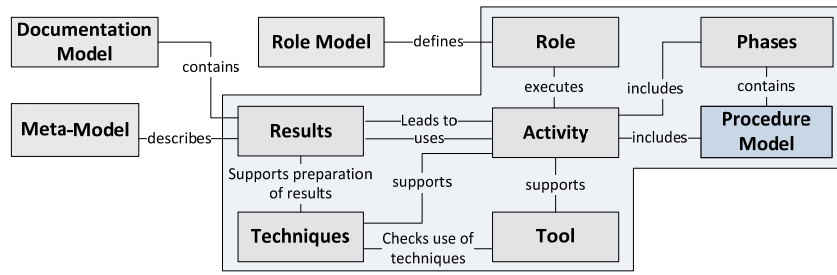 Documentation
Model
Role Model
defines
Role
Phases
contains
executes
includes
contains
Meta-Model
describes
Results
Leads to
uses
Activity
includes
Procedure
Model
Supports preparation
of results
supports
supports
Techniques
Checks use of
techniques
Tool